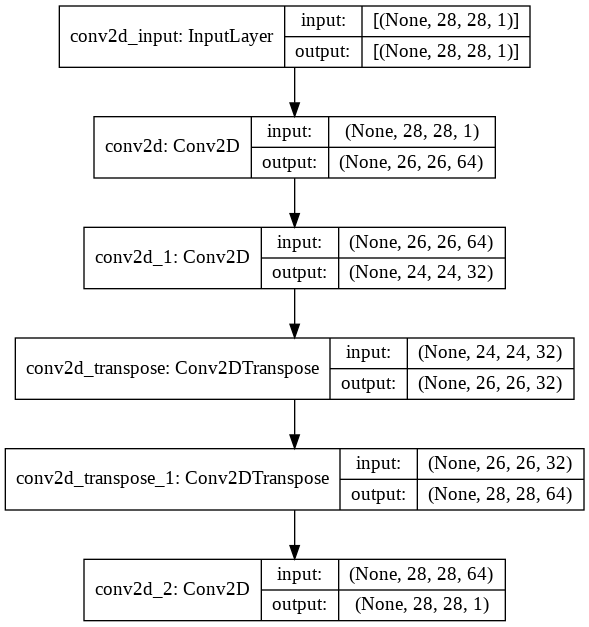 conv2d_input: InputLayer
input: [(None, 28, 28, 1)]
output: [(None, 28, 28, 1)]
conv2d: Conv2D
input: (None, 28, 28, 1)
output: (None, 26, 26, 64)
conv2d_1: Conv2D
input: (None, 26, 26, 64)
output: (None, 24, 24, 32)
conv2d_transpose: Conv2DTranspose
input: (None, 24, 24, 32)
output: (None, 26, 26, 32)
conv2d_transpose_1: Conv2DTranspose
input: (None, 26, 26, 32)
output: (None, 28, 28, 64)
conv2d_2: Conv2D
input: (None, 28, 28, 64)
output: (None, 28, 28, 1)